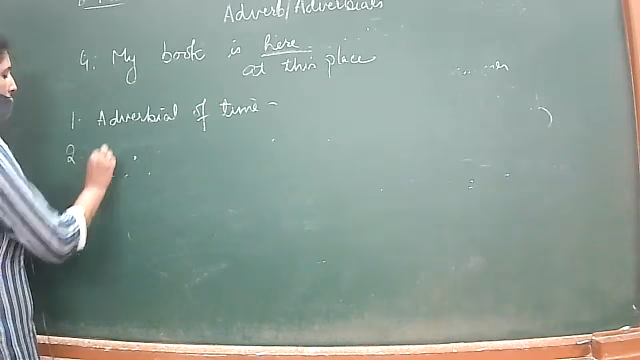 Adverb/Adverbials
4. My book is here
at this place
1. Adverbial of time -
2